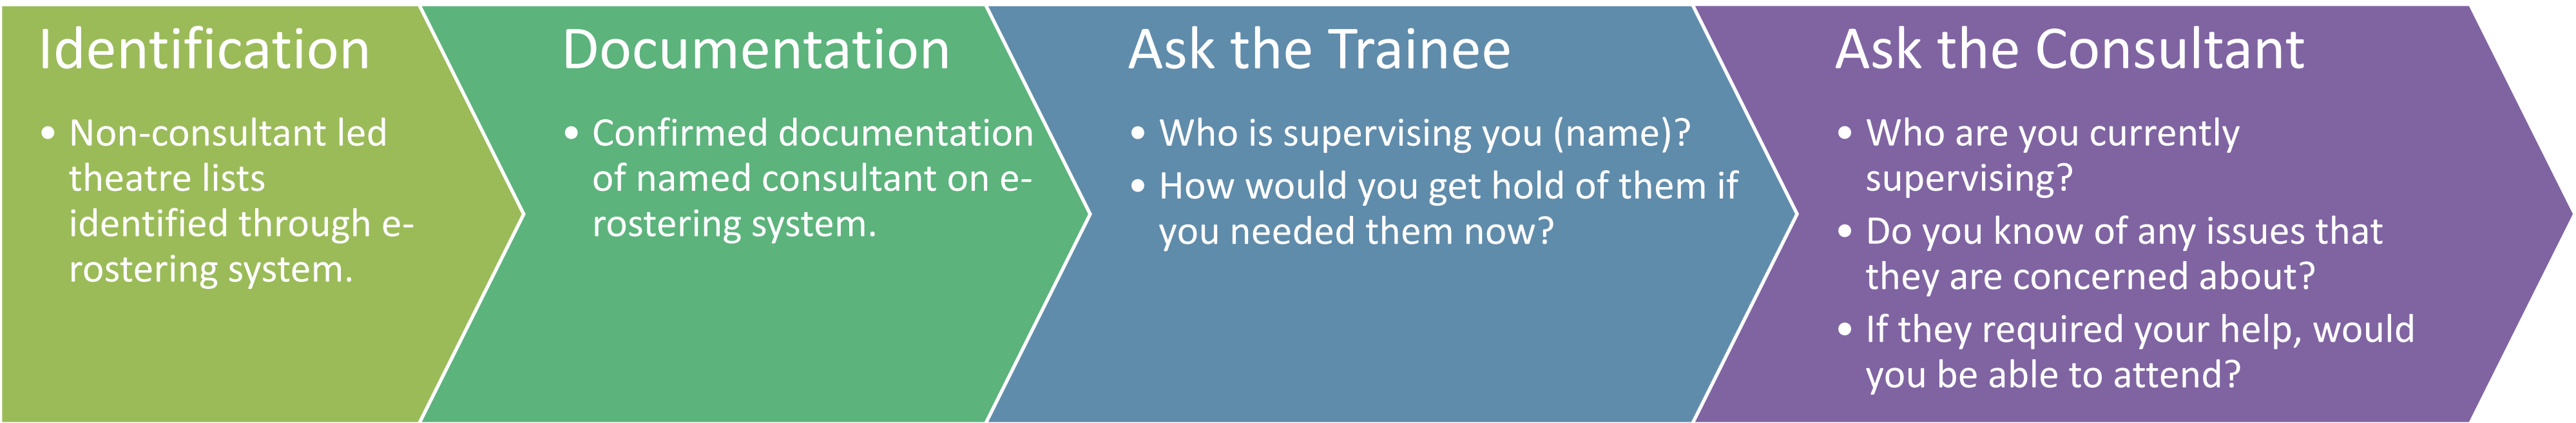 Identification
• Non-consultant led
theatre lists
identified through e-
rostering system.
Documentation
• Confirmed documentation
of named consultant on e-
rostering system.
Ask the Trainee
• Who is supervising you (name)?
• How would you get hold of them if
you needed them now?
Ask the Consultant
• Who are you currently
supervising?
• Do you know of any issues that
they are concerned about?
• If they required your help, would
you be able to attend?